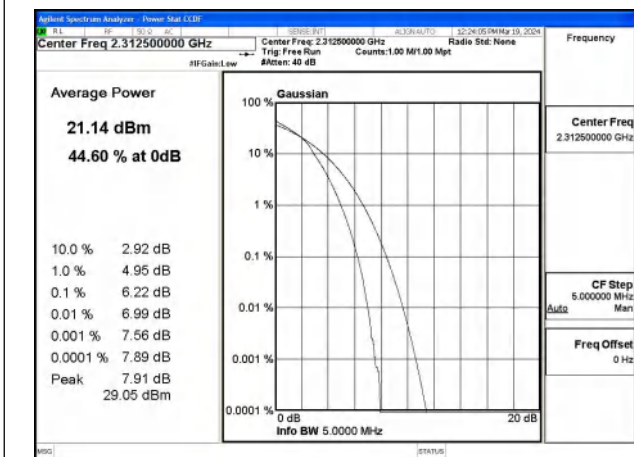 Agilent Spectrum Analyzer - Power Stat CCDF
RL RF 50 Ω AC SENSE:INT ALIGNAUTO 12:24:05 PM Mar 19, 2024
Center Freq 2.312500000 GHz
Center Freq: 2.312500000 GHz Radio Std: None
Trig: Free Run Counts:1.00 M/1.00 Mpt
#IFGain:Low #Atten: 40 dB
Frequency
Average Power
21.14 dBm
44.60 % at 0dB
10.0 % 2.92 dB
1.0 % 4.95 dB
0.1 % 6.22 dB
0.01 % 6.99 dB
0.001 % 7.56 dB
0.0001 % 7.89 dB
Peak 7.91 dB
29.05 dBm
Gaussian
100 %
10 %
1 %
0.1 %
0.01 %
0.001 %
0.0001 %
0 dB 20 dB
Info BW 5.0000 MHz
Center Freq
2.312500000 GHz
CF Step
5.000000 MHz
Auto Man
Freq Offset
0 Hz
MSG STATUS